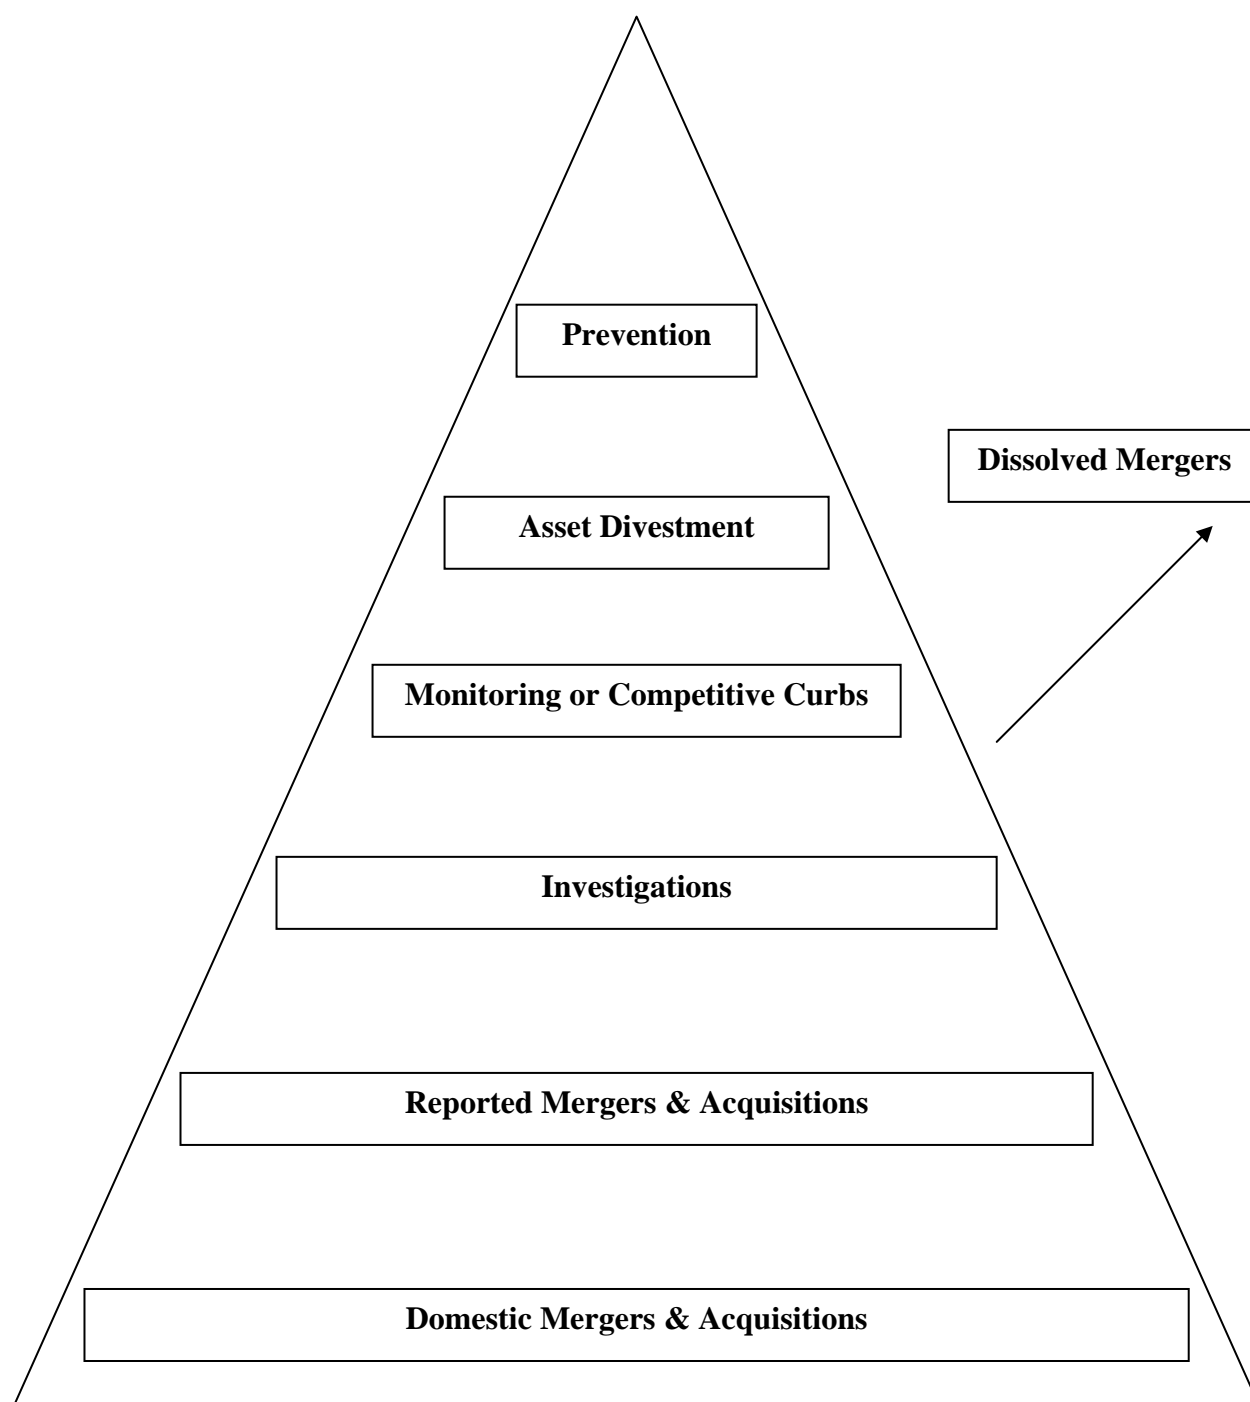 Prevention
Dissolved Mergers
Asset Divestment
Monitoring or Competitive Curbs
Investigations
Reported Mergers & Acquisitions
Domestic Mergers & Acquisitions